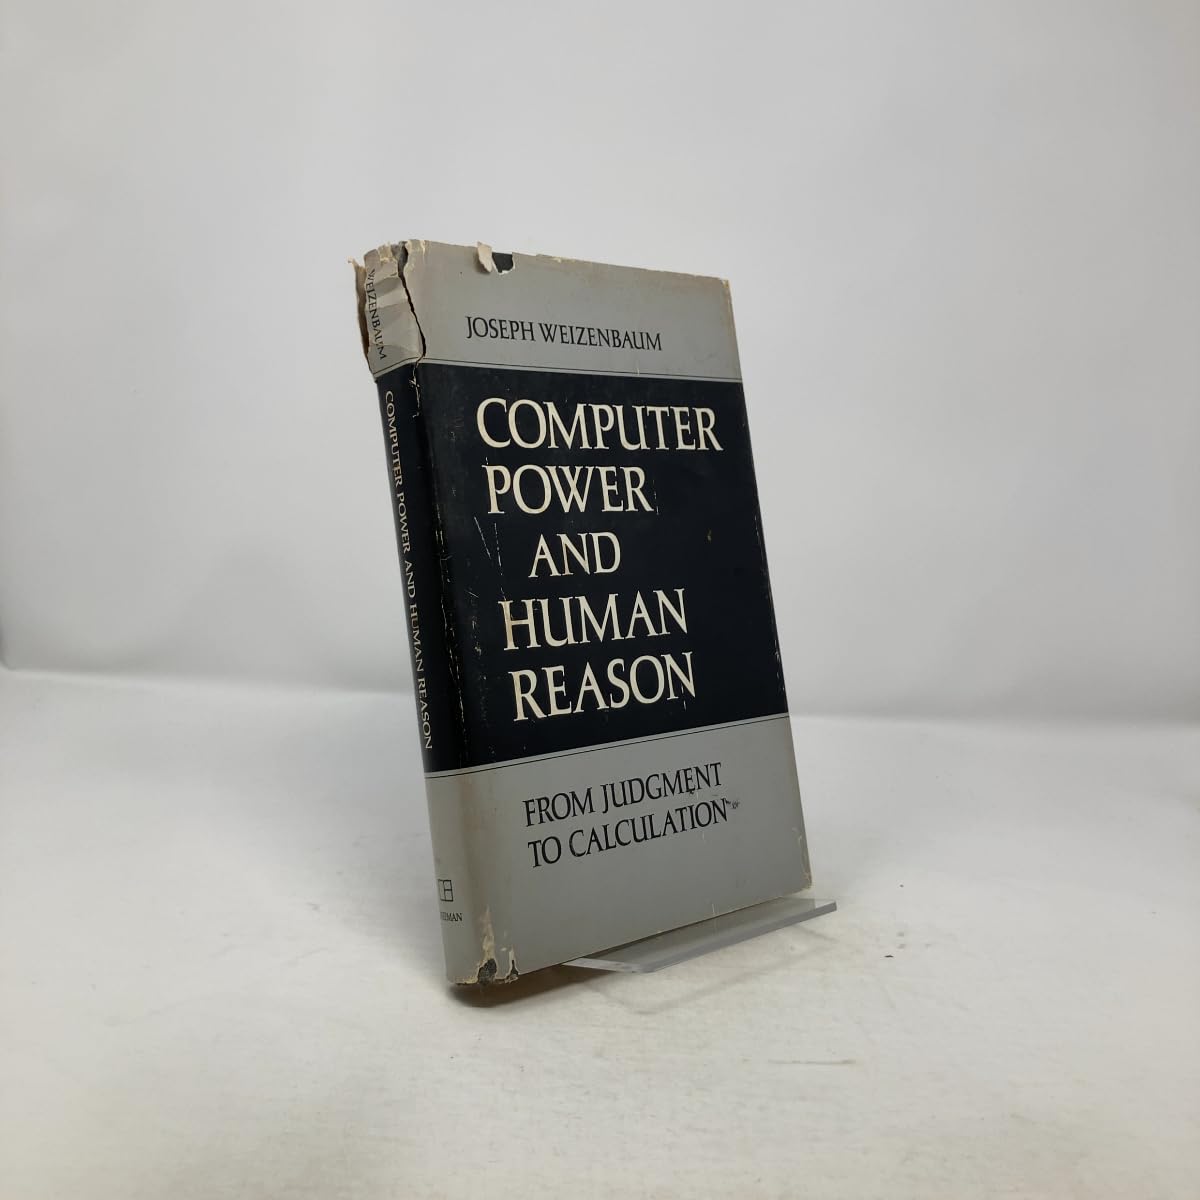 JOSEPH WEIZENBAUM
COMPUTER
POWER
AND
HUMAN
REASON
FROM JUDGMENT
TO CALCULATION
WEIZENBAUM
COMPUTER POWER AND HUMAN REASON